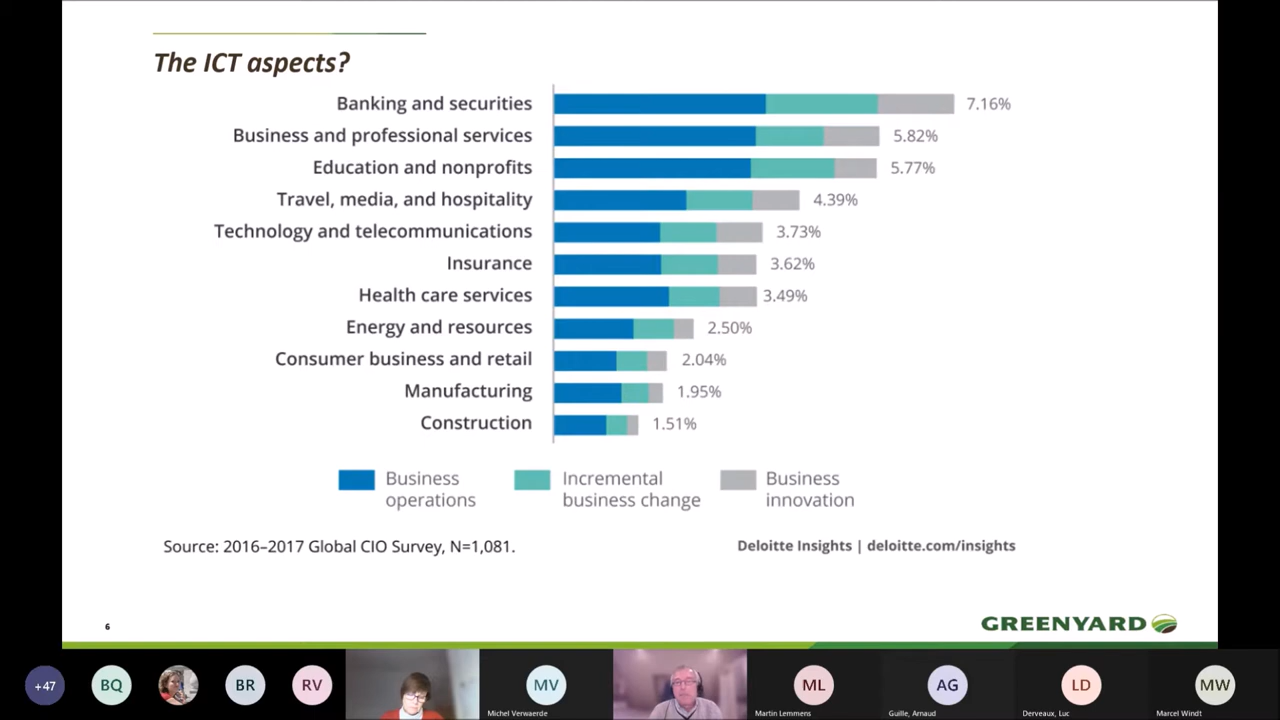 The ICT aspects?
Banking and securities 7.16%
Business and professional services 5.82%
Education and nonprofits 5.77%
Travel, media, and hospitality 4.39%
Technology and telecommunications 3.73%
Insurance 3.62%
Health care services 3.49%
Energy and resources 2.50%
Consumer business and retail 2.04%
Manufacturing 1.95%
Construction 1.51%
Business operations
Incremental business change
Business innovation
Source: 2016–2017 Global CIO Survey, N=1,081.
Deloitte Insights | deloitte.com/insights
6
GREENYARD
+47
BQ
BR
RV
MV
Michel Verwaerde
ML
Martin Lemmens
AG
Guille, Arnaud
LD
Derveaux, Luc
MW
Marcel Windt